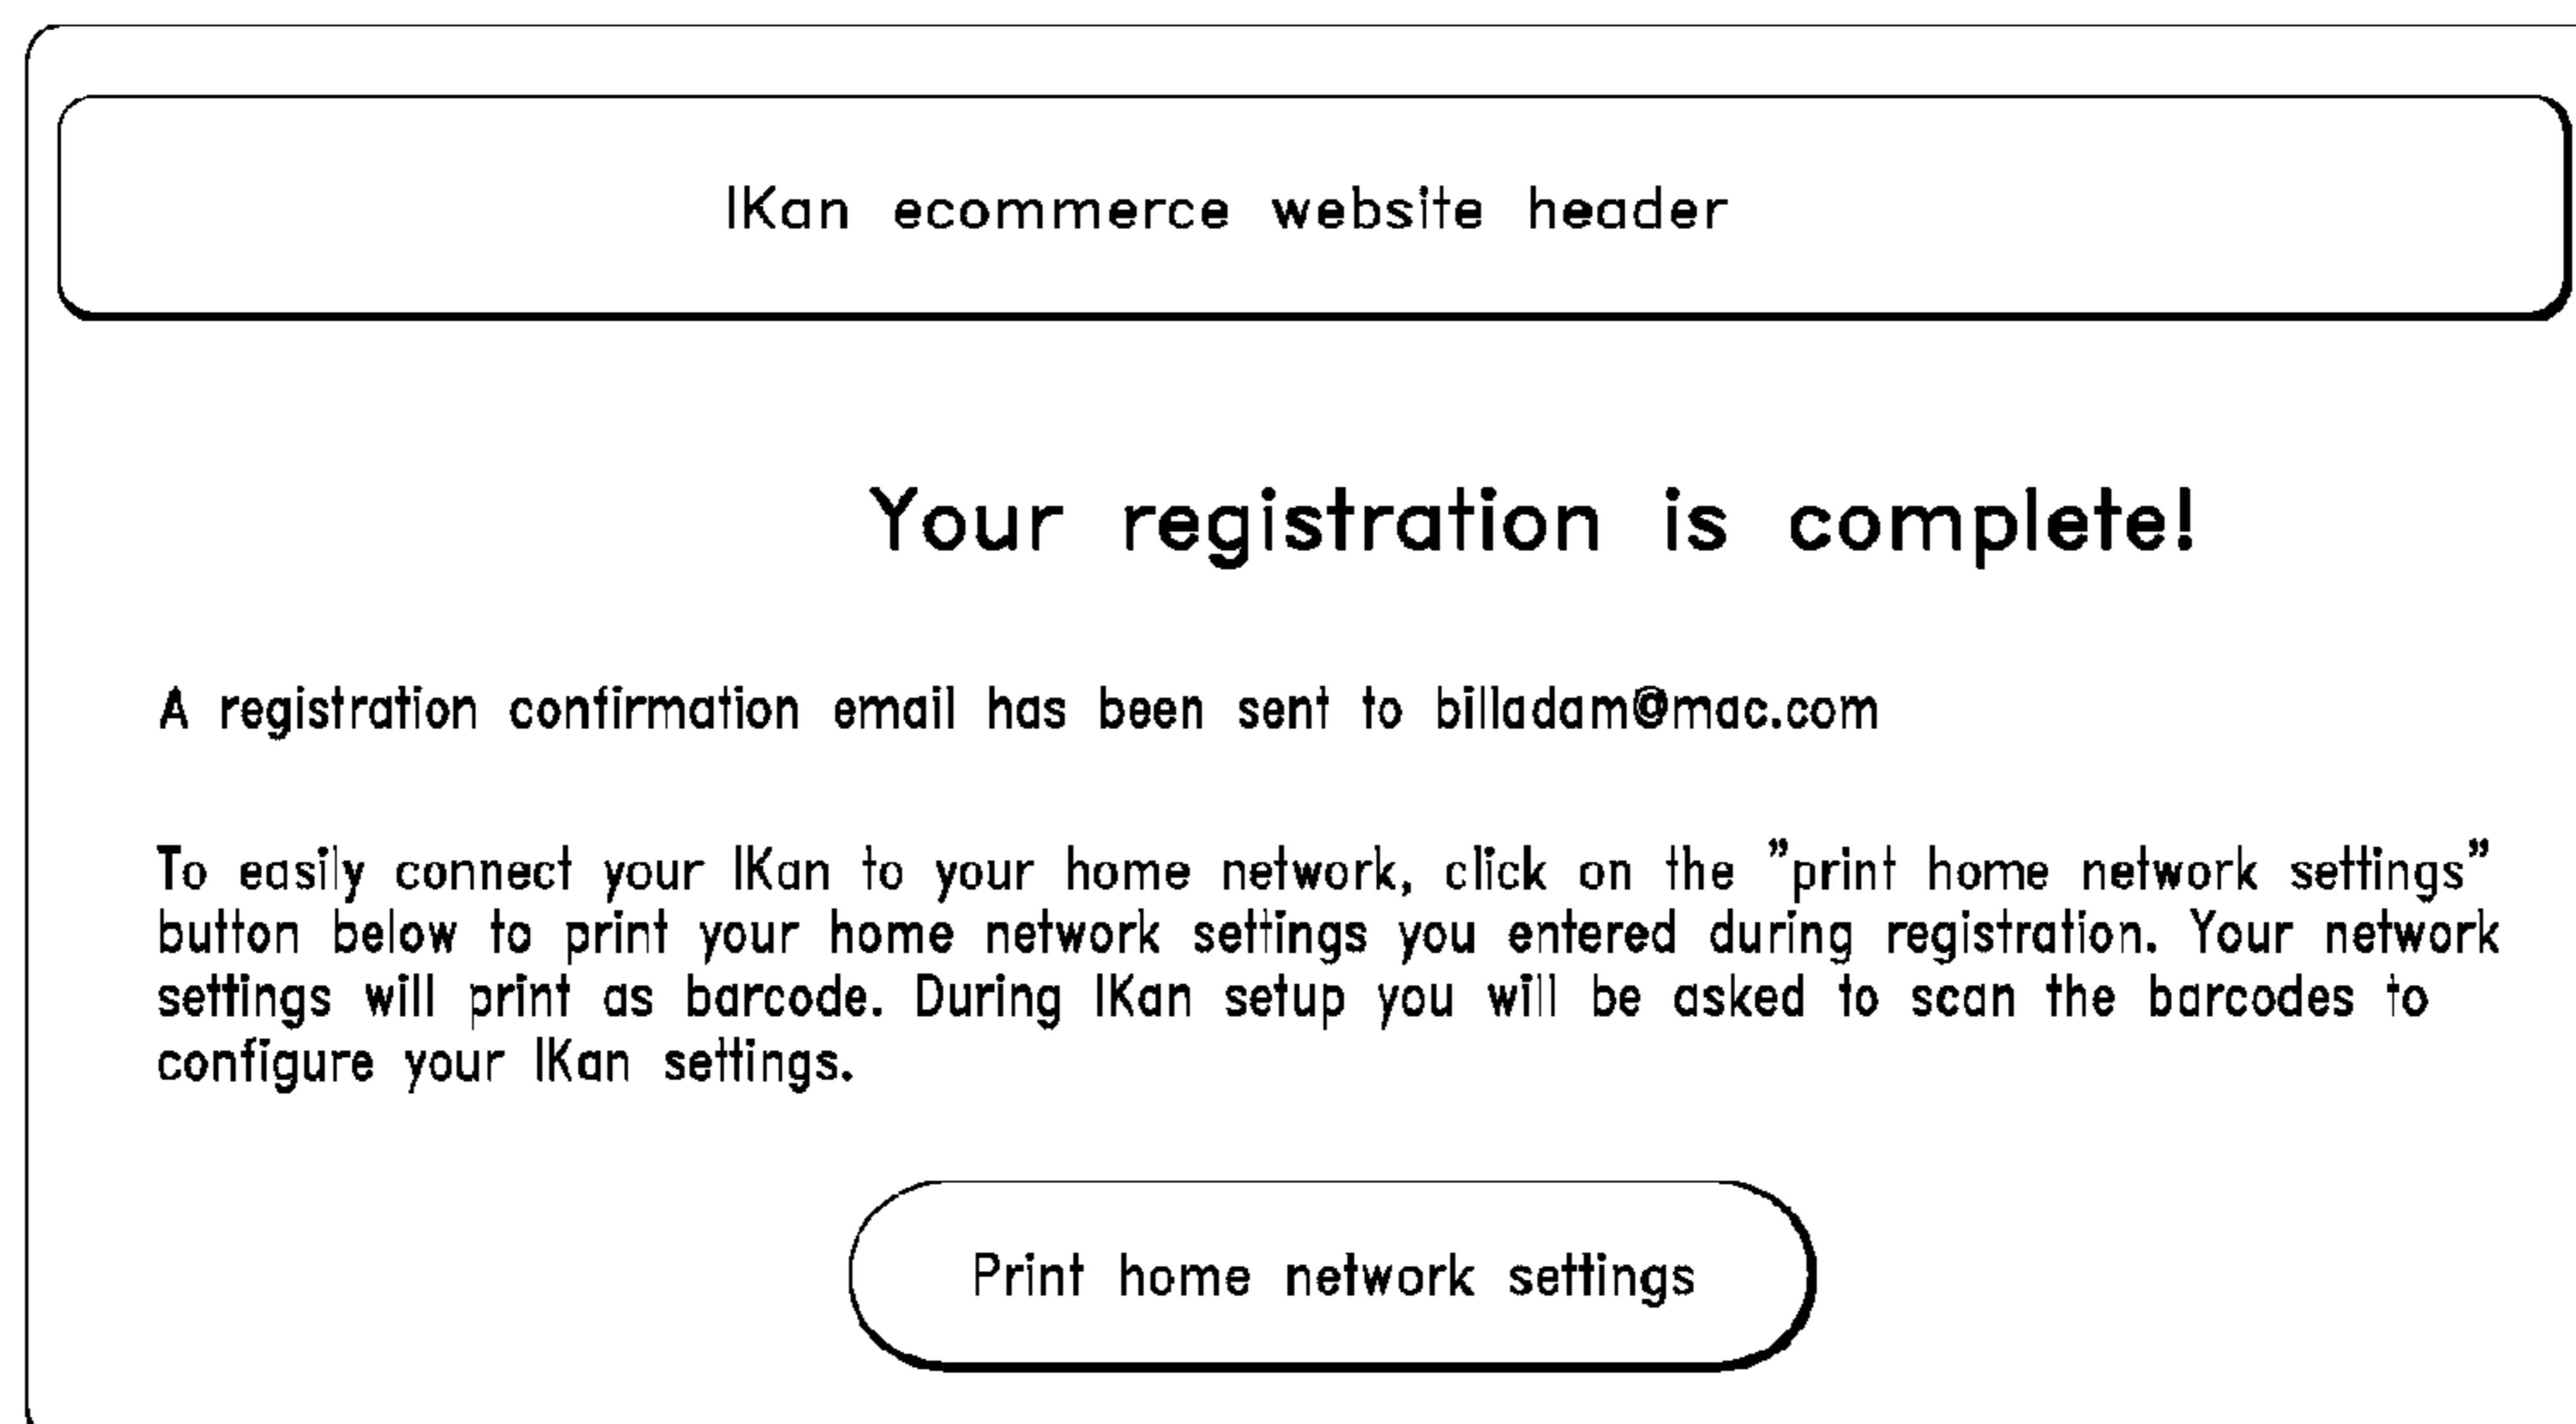 IKan ecommerce website header
Your registration is complete!
A registration confirmation email has been sent to billadam@mac.com
To easily connect your IKan to your home network, click on the ”print home network settings”
button below to print your home network settings you entered during registration. Your network
settings will print as barcode. During IKan setup you will be asked to scan the barcodes to
configure your IKan settings.
Print home network settings